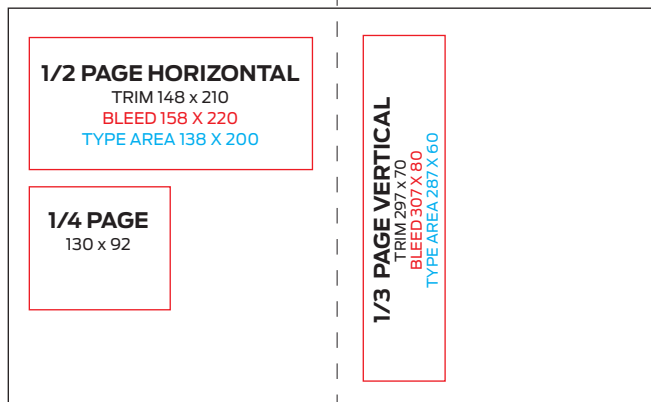 1/2 PAGE HORIZONTAL
TRIM 148 x 210
BLEED 158 X 220
TYPE AREA 138 X 200
1/4 PAGE
130 x 92
1/3 PAGE VERTICAL
TRIM 297 x 70
BLEED 307 X 80
TYPE AREA 287 X 60